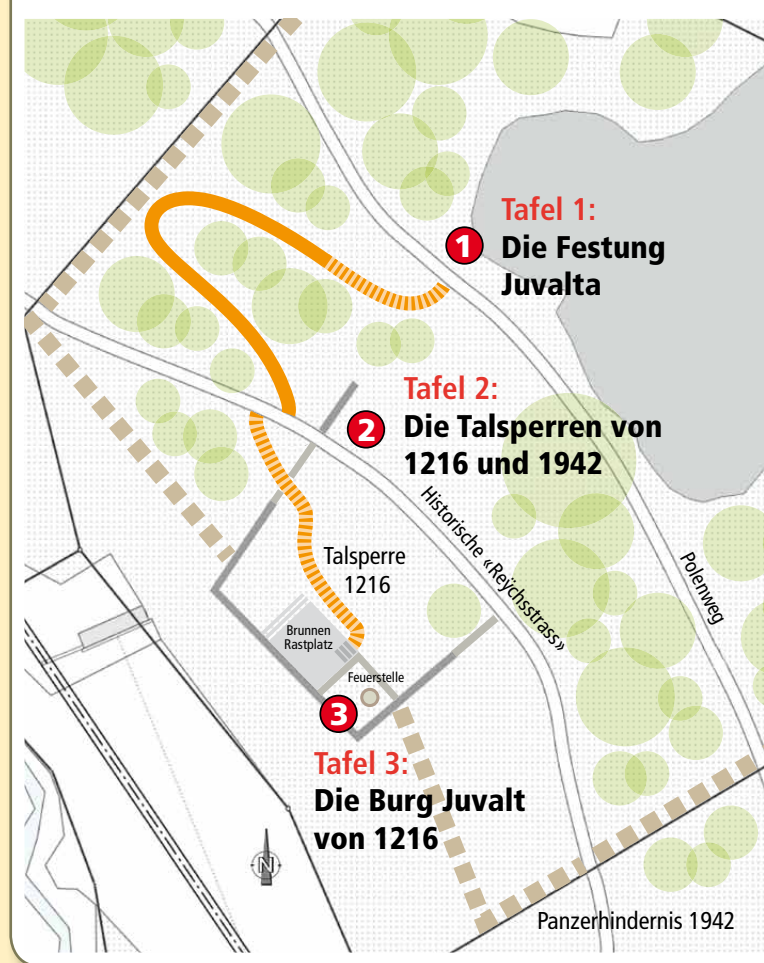 1
Tafel 1:
Die Festung
Juvalta
2
Tafel 2:
Die Talsperren von
1216 und 1942
Historische «Reÿchsstrass»
Polenweg
Talsperre
1216
Brunnen
Rastplatz
Feuerstelle
3
Tafel 3:
Die Burg Juvalt
von 1216
N
Panzerhindernis 1942